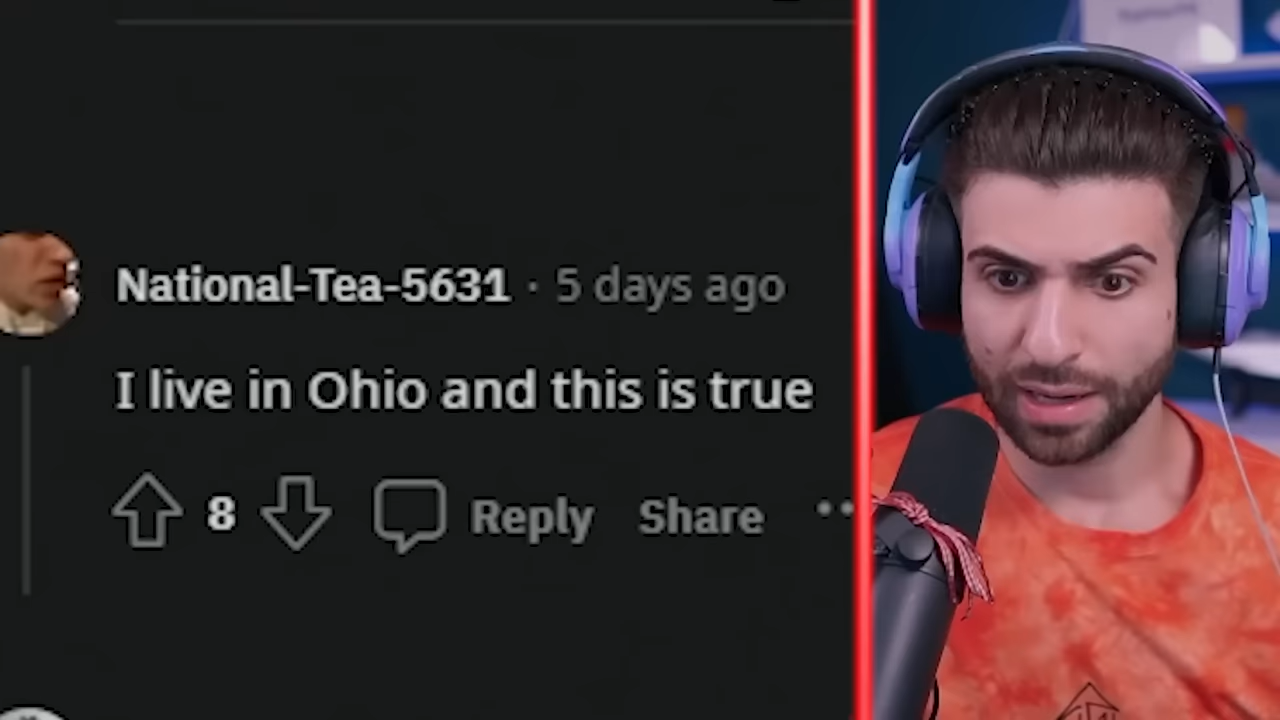 National-Tea-5631 · 5 days ago
I live in Ohio and this is true
8 Reply Share ··